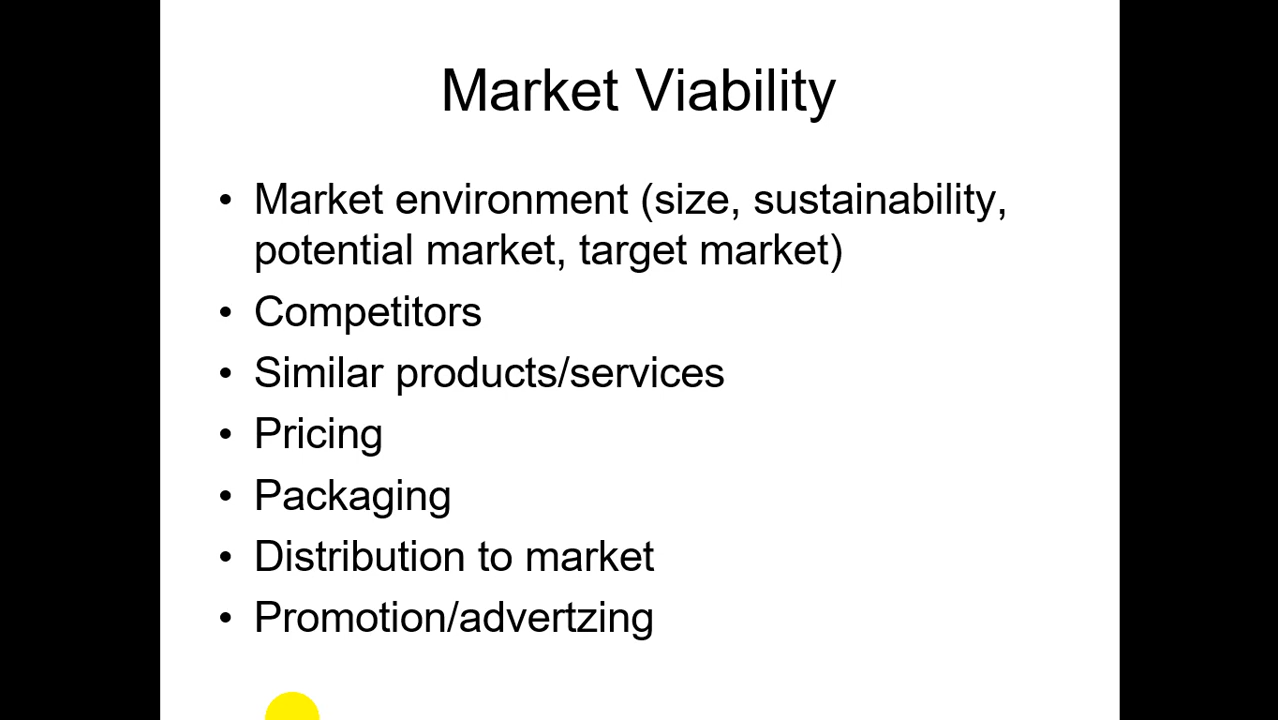 Market Viability
• Market environment (size, sustainability,
potential market, target market)
• Competitors
• Similar products/services
• Pricing
• Packaging
• Distribution to market
• Promotion/advertzing